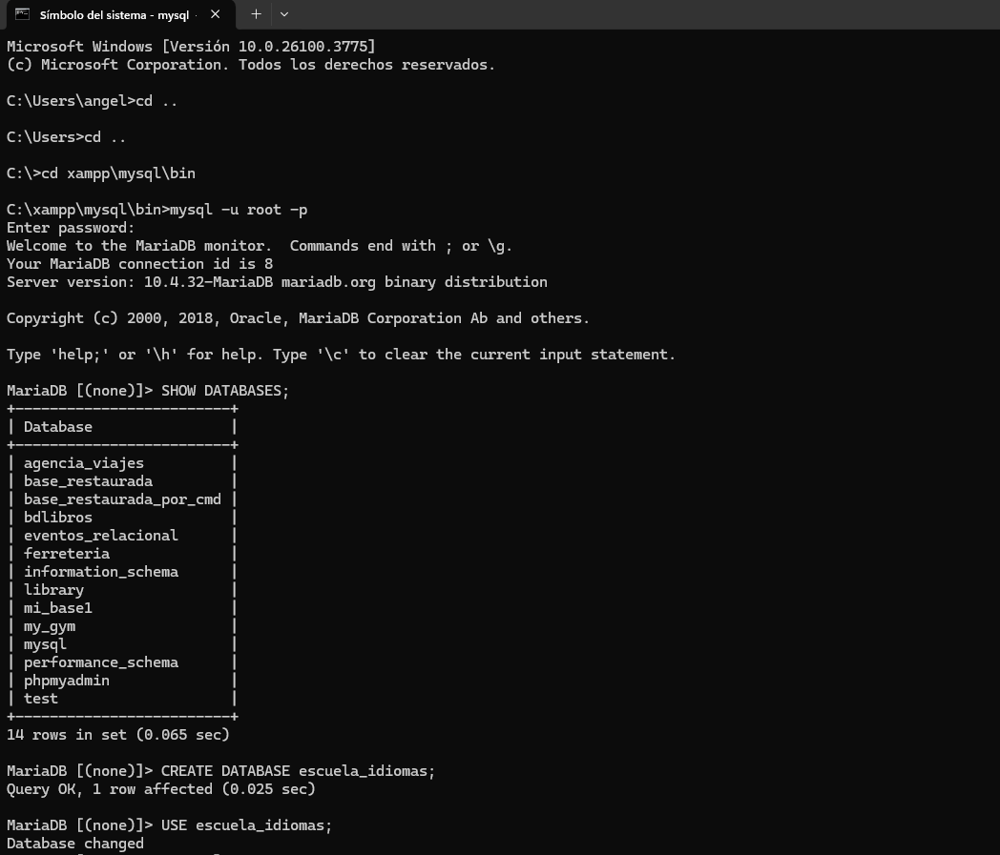 Símbolo del sistema - mysql
Microsoft Windows [Versión 10.0.26100.3775]
(c) Microsoft Corporation. Todos los derechos reservados.
C:\Users\angel>cd ..
C:\Users>cd ..
C:\>cd xampp\mysql\bin
C:\xampp\mysql\bin>mysql -u root -p
Enter password:
Welcome to the MariaDB monitor.  Commands end with ; or \g.
Your MariaDB connection id is 8
Server version: 10.4.32-MariaDB mariadb.org binary distribution
Copyright (c) 2000, 2018, Oracle, MariaDB Corporation Ab and others.
Type 'help;' or '\h' for help. Type '\c' to clear the current input statement.
MariaDB [(none)]> SHOW DATABASES;
+-------------------------+
| Database                |
+-------------------------+
| agencia_viajes          |
| base_restaurada         |
| base_restaurada_por_cmd |
| bdlibros                |
| eventos_relacional      |
| ferreteria              |
| information_schema      |
| library                 |
| mi_base1                |
| my_gym                  |
| mysql                   |
| performance_schema      |
| phpmyadmin              |
| test                    |
+-------------------------+
14 rows in set (0.065 sec)
MariaDB [(none)]> CREATE DATABASE escuela_idiomas;
Query OK, 1 row affected (0.025 sec)
MariaDB [(none)]> USE escuela_idiomas;
Database changed